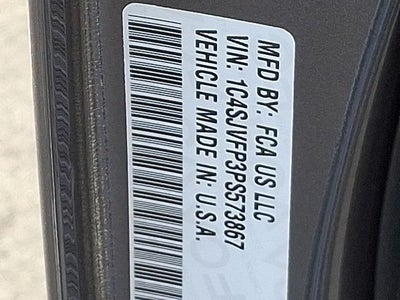 MFD BY: FCA US LLC
VIN: 1C4SJVFP3PS573867
VEHICLE MADE IN: U.S.A.